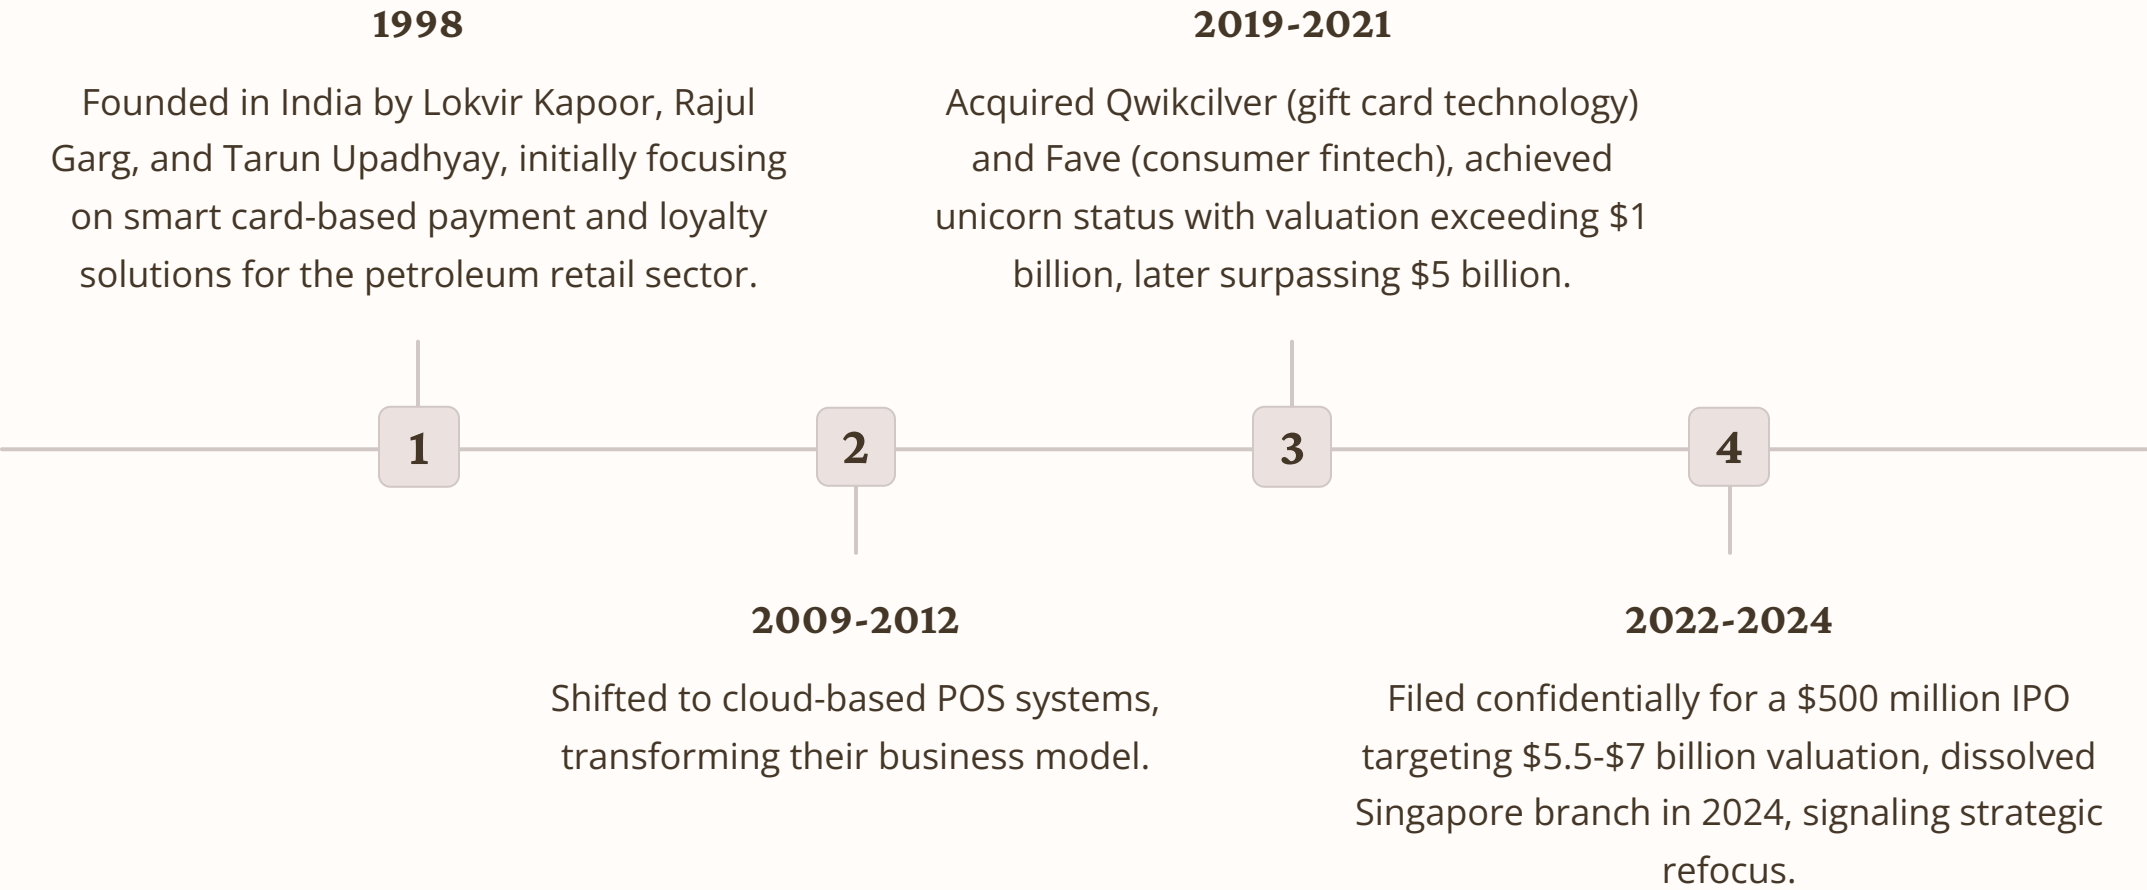 1998
Founded in India by Lokvir Kapoor, Rajul
Garg, and Tarun Upadhyay, initially focusing
on smart card-based payment and loyalty
solutions for the petroleum retail sector.
2019-2021
Acquired Qwikcilver (gift card technology)
and Fave (consumer fintech), achieved
unicorn status with valuation exceeding $1
billion, later surpassing $5 billion.
1
2
3
4
2009-2012
Shifted to cloud-based POS systems,
transforming their business model.
2022-2024
Filed confidentially for a $500 million IPO
targeting $5.5-$7 billion valuation, dissolved
Singapore branch in 2024, signaling strategic
refocus.